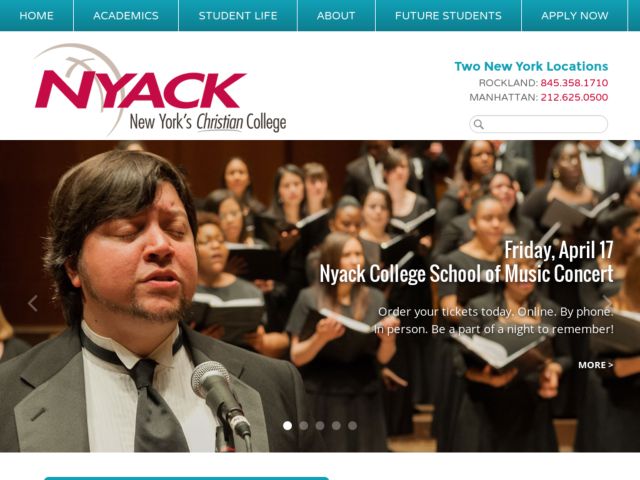 HOME
ACADEMICS
STUDENT LIFE
ABOUT
FUTURE STUDENTS
APPLY NOW
NYACK
New York's Christian College
Two New York Locations
ROCKLAND: 845.358.1710
MANHATTAN: 212.625.0500
Friday, April 17
Nyack College School of Music Concert
Order your tickets today. Online. By phone.
In person. Be a part of a night to remember!
MORE >